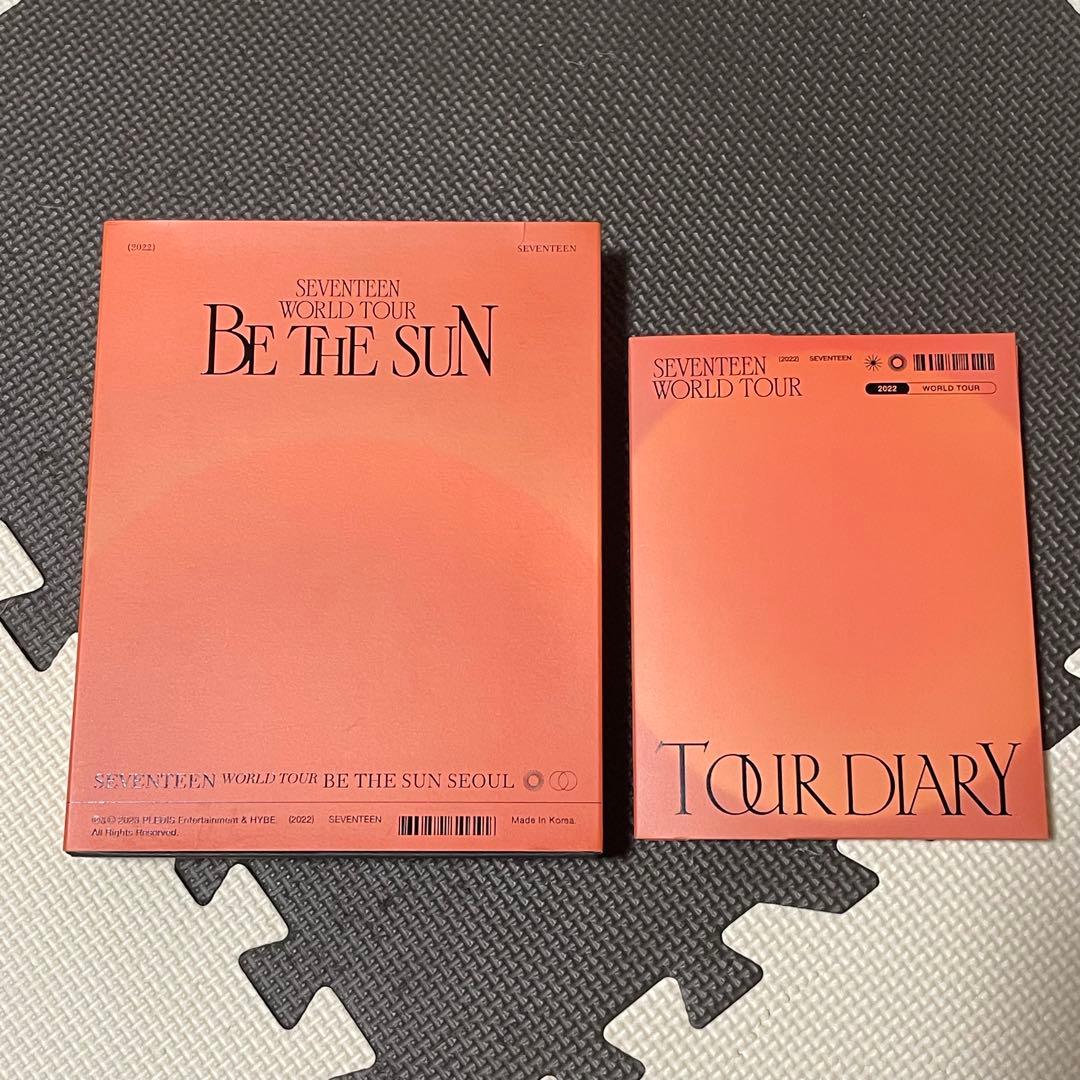 (2022) SEVENTEEN
SEVENTEEN
WORLD TOUR
BE THE SUN
SEVENTEEN WORLD TOUR BE THE SUN SEOUL
℗&© 2023 PLEDIS Entertainment & HYBE. (2022) SEVENTEEN Made In Korea.
All Rights Reserved.
SEVENTEEN (2022) SEVENTEEN
WORLD TOUR 2022 WORLD TOUR
TOUR DIARY